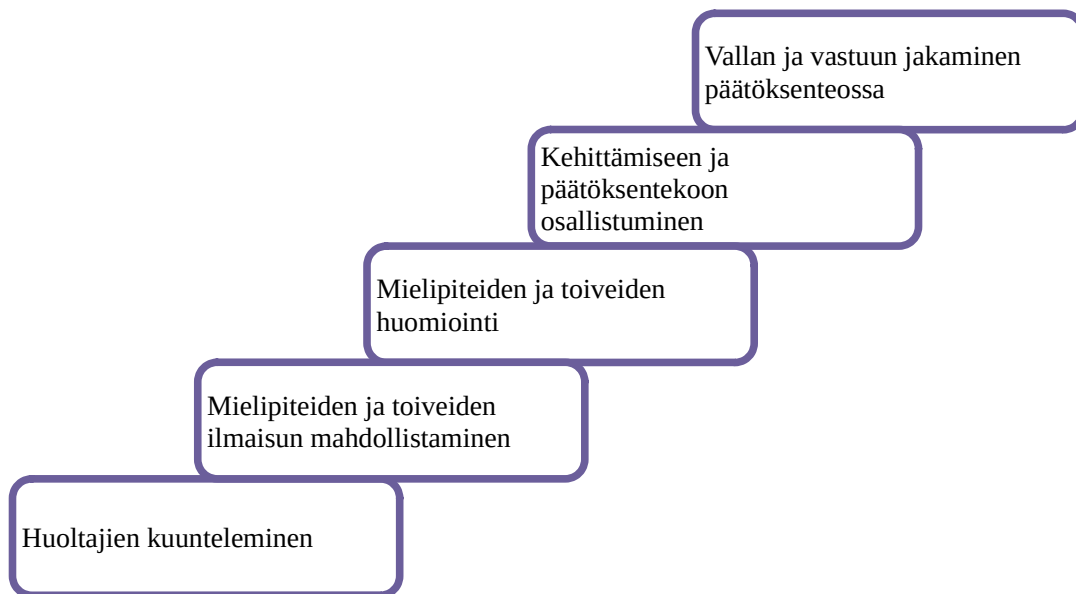 Vallan ja vastuun jakaminen
päätöksenteossa
Kehittämiseen ja
päätöksentekoon
osallistuminen
Mielipiteiden ja toiveiden
huomiointi
Mielipiteiden ja toiveiden
ilmaisun mahdollistaminen
Huoltajien kuunteleminen